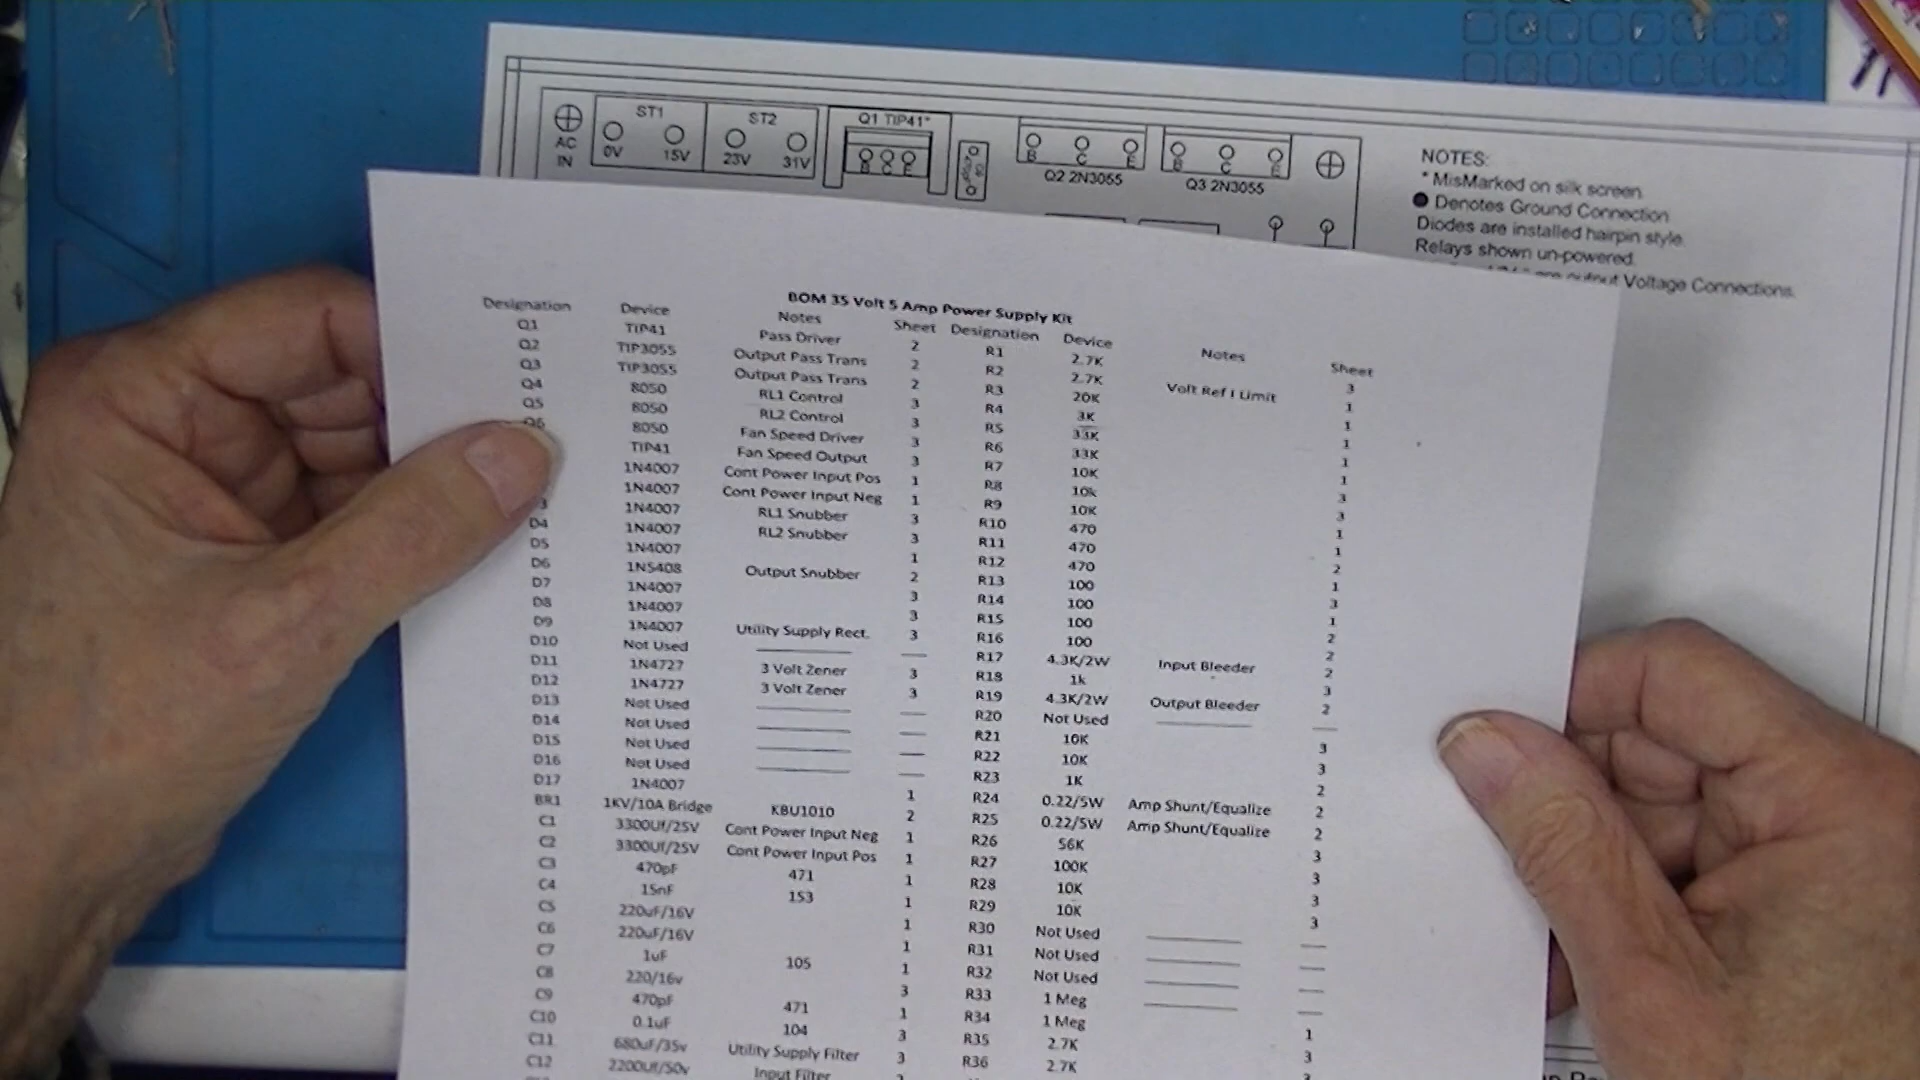 ST1 ST2 Q1 TIP41*
AC IN
0V 15V 23V 31V B C E B C E B C E
Q2 2N3055 Q3 2N3055
NOTES:
* MisMarked on silk screen
Denotes Ground Connection
Diodes are installed hairpin style.
Relays shown un-powered.
are output Voltage Connections.
BOM 35 Volt 5 Amp Power Supply Kit
Designation Device Notes Sheet Designation Device Notes Sheet
Q1 TIP41 Pass Driver 2 R1 2.7K 3
Q2 TIP3055 Output Pass Trans 2 R2 2.7K Volt Ref I Limit 1
Q3 TIP3055 Output Pass Trans 2 R3 20K 1
Q4 8050 RL1 Control 3 R4 3K 1
Q5 8050 RL2 Control 3 R5 33K 1
Q6 8050 Fan Speed Driver 3 R6 33K 1
TIP41 Fan Speed Output 3 R7 10K 3
1N4007 Cont Power Input Pos 1 R8 10k 3
1N4007 Cont Power Input Neg 1 R9 10K 1
3 1N4007 RL1 Snubber 3 R10 470 1
D4 1N4007 RL2 Snubber 3 R11 470 2
D5 1N4007 1 R12 470 1
D6 1N5408 Output Snubber 2 R13 100 3
D7 1N4007 3 R14 100 1
D8 1N4007 3 R15 100 2
D9 1N4007 Utility Supply Rect. 3 R16 100 2
D10 Not Used R17 4.3K/2W Input Bleeder 2
D11 1N4727 3 Volt Zener 3 R18 1k 3
D12 1N4727 3 Volt Zener 3 R19 4.3K/2W Output Bleeder 2
D13 Not Used R20 Not Used
D14 Not Used R21 10K 3
D15 Not Used R22 10K 3
D16 Not Used R23 1K 2
D17 1N4007 1 R24 0.22/5W Amp Shunt/Equalize 2
BR1 1KV/10A Bridge KBU1010 2 R25 0.22/5W Amp Shunt/Equalize 2
C1 3300Uf/25V Cont Power Input Neg 1 R26 56K 3
C2 3300Uf/25V Cont Power Input Pos 1 R27 100K 3
C3 470pF 471 1 R28 10K 3
C4 15nF 153 1 R29 10K 3
C5 220uF/16V 1 R30 Not Used
C6 220uF/16V 1 R31 Not Used
C7 1uF 105 1 R32 Not Used
C8 220/16v 3 R33 1 Meg
C9 470pF 471 1 R34 1 Meg 1
C10 0.1uF 104 3 R35 2.7K 3
C11 680uF/35v Utility Supply Filter 3 R36 2.7K
C12 2200Uf/50v Input Filter